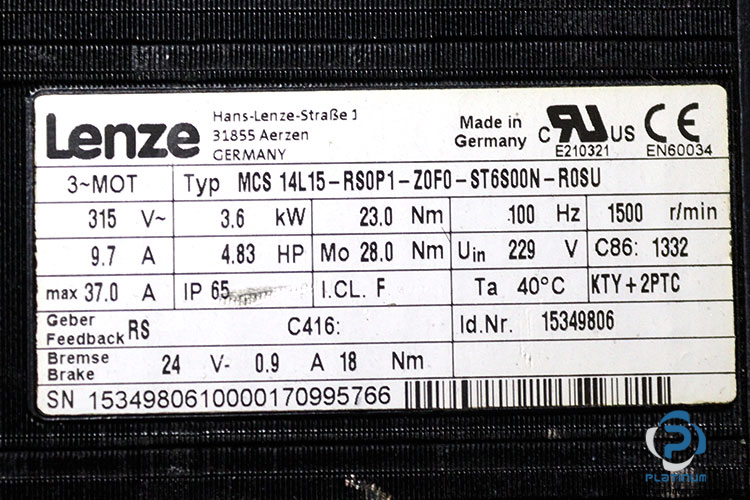 Lenze
Hans-Lenze-Straße 1
31855 Aerzen
GERMANY
Made in
Germany
C RU US CE
E210321 EN60034
3~MOT Typ MCS 14L15-RS0P1-Z0F0-ST6S00N-R0SU
315 V~ 3.6 kW 23.0 Nm 100 Hz 1500 r/min
9.7 A 4.83 HP Mo 28.0 Nm Uin 229 V C86: 1332
max 37.0 A IP 65 I.CL. F Ta 40°C KTY+2PTC
Geber
Feedback RS C416: Id.Nr. 15349806
Bremse
Brake 24 V- 0.9 A 18 Nm
SN 1534980610000170995766
PLATINUM